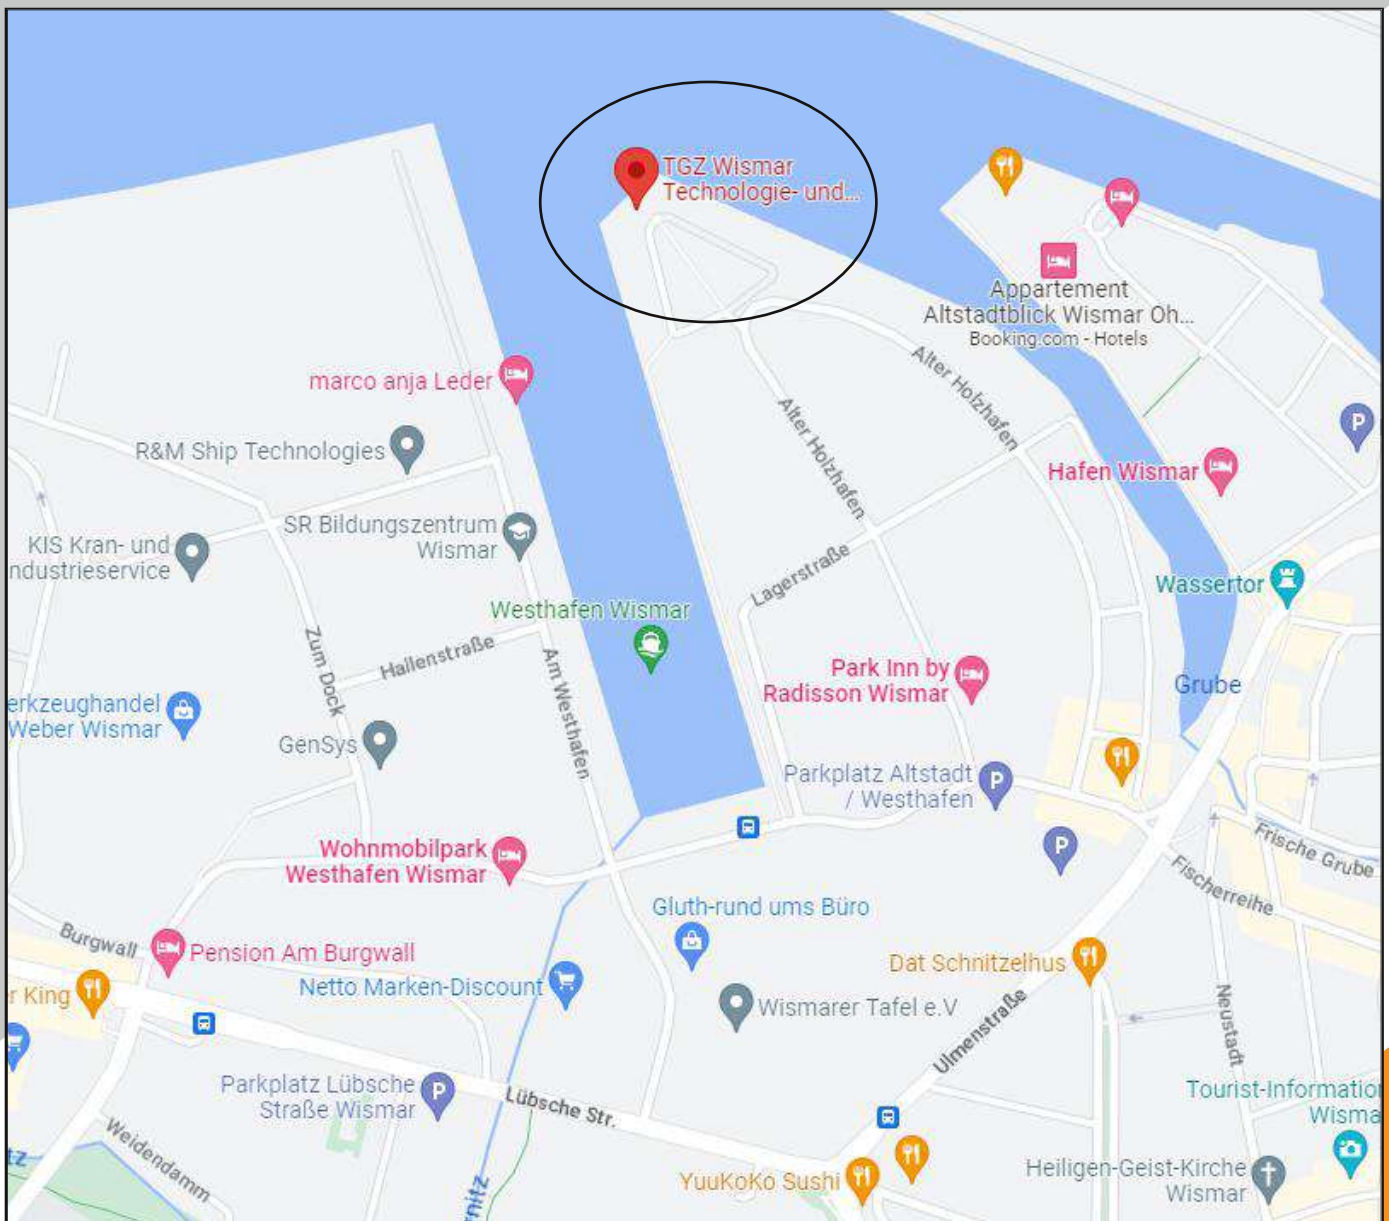 TGZ Wismar
Technologie- und...
Appartement
Altstadtblick Wismar Oh...
Booking.com - Hotels
marco anja Leder
Alter Holzhafen
Alter Holzhafen
R&M Ship Technologies
Hafen Wismar
SR Bildungszentrum
Wismar
KIS Kran- und
ndustrieservice
Lagerstraße
Wassertor
Westhafen Wismar
Zum Dock
Hallenstraße
Am Westhafen
Park Inn by
Radisson Wismar
Grube
erkzeughandel
Weber Wismar
GenSys
Parkplatz Altstadt
/ Westhafen
P
P
P
Wohnmobilpark
Westhafen Wismar
Frische Grube
Fischerreihe
Gluth-rund ums Büro
Burgwall
Pension Am Burgwall
Dat Schnitzelhus
Netto Marken-Discount
r King
Wismarer Tafel e.V
Ulmenstraße
Neustadt
Parkplatz Lübsche
Straße Wismar
P
Lübsche Str.
Tourist-Informatio
Wisma
Weidendamm
tz
nitz
YuuKoKo Sushi
Heiligen-Geist-Kirche
Wismar